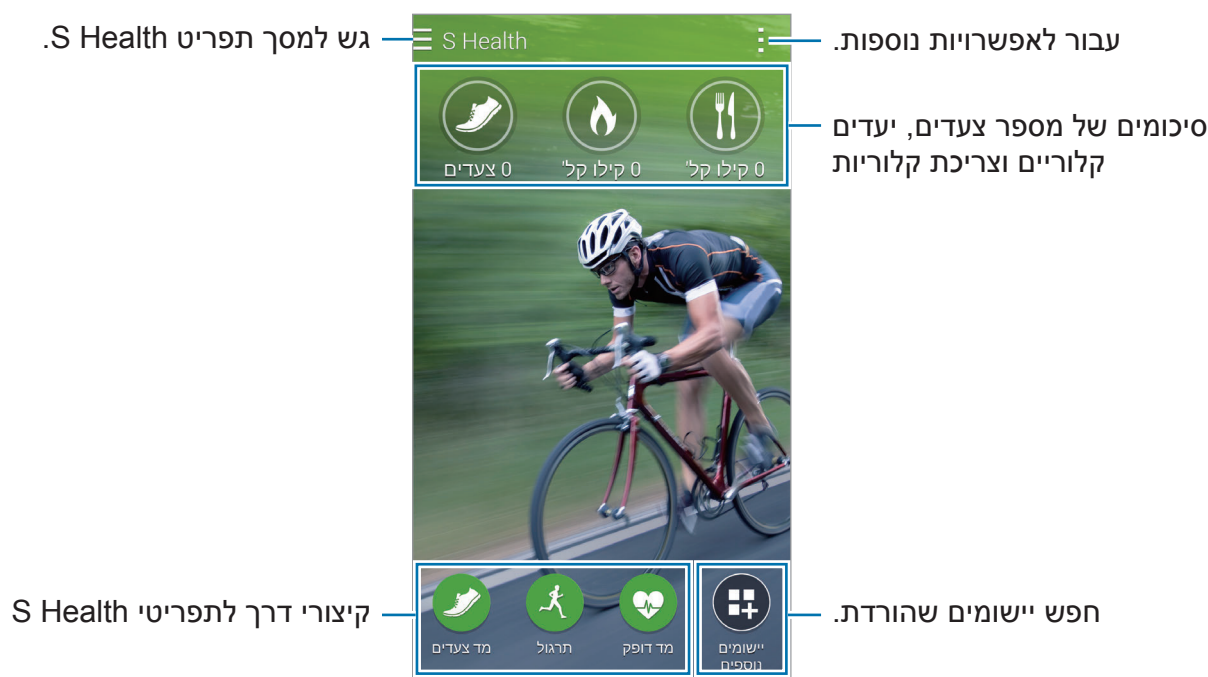 גש למסך תפריט S Health.
S Health
עבור לאפשרויות נוספות.
סיכומים של מספר צעדים, יעדים
קלוריים וצריכת קלוריות
0 צעדים
0 קילו קל'
0 קילו קל'
קיצורי דרך לתפריטי S Health
מד צעדים
תרגול
מד דופק
יישומים
נוספים
חפש יישומים שהורדת.